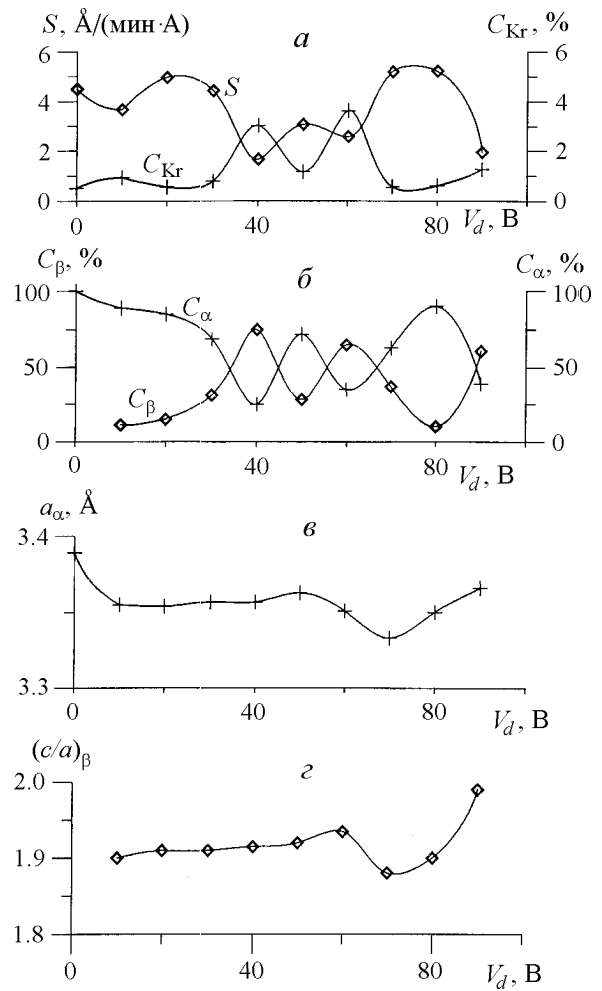 S, Å/(мин·А) а C_Kr, %
6 6
4 S 4
2 C_Kr 2
0 0
0 40 80 V_d, В
C_β, % б C_α, %
100 C_α 100
50 50
C_β
0 0
0 40 80 V_d, В
a_α, Å в
3.4
3.3
0 40 80 V_d, В
(c/a)_β г
2.0
1.9
1.8
0 40 80 V_d, В